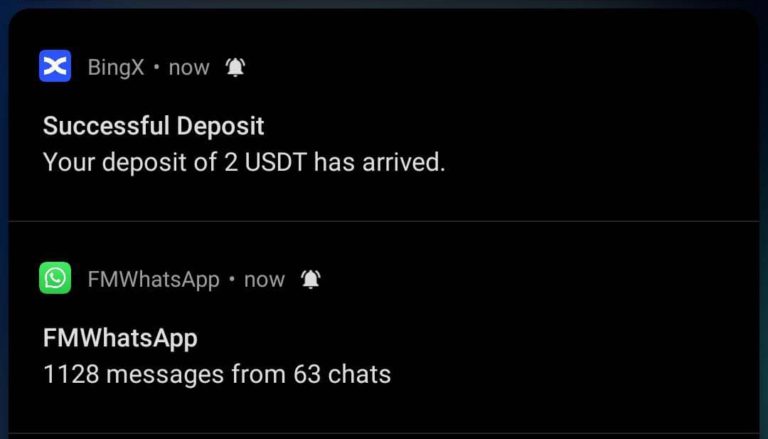 BingX • now
Successful Deposit
Your deposit of 2 USDT has arrived.
FMWhatsApp • now
FMWhatsApp
1128 messages from 63 chats